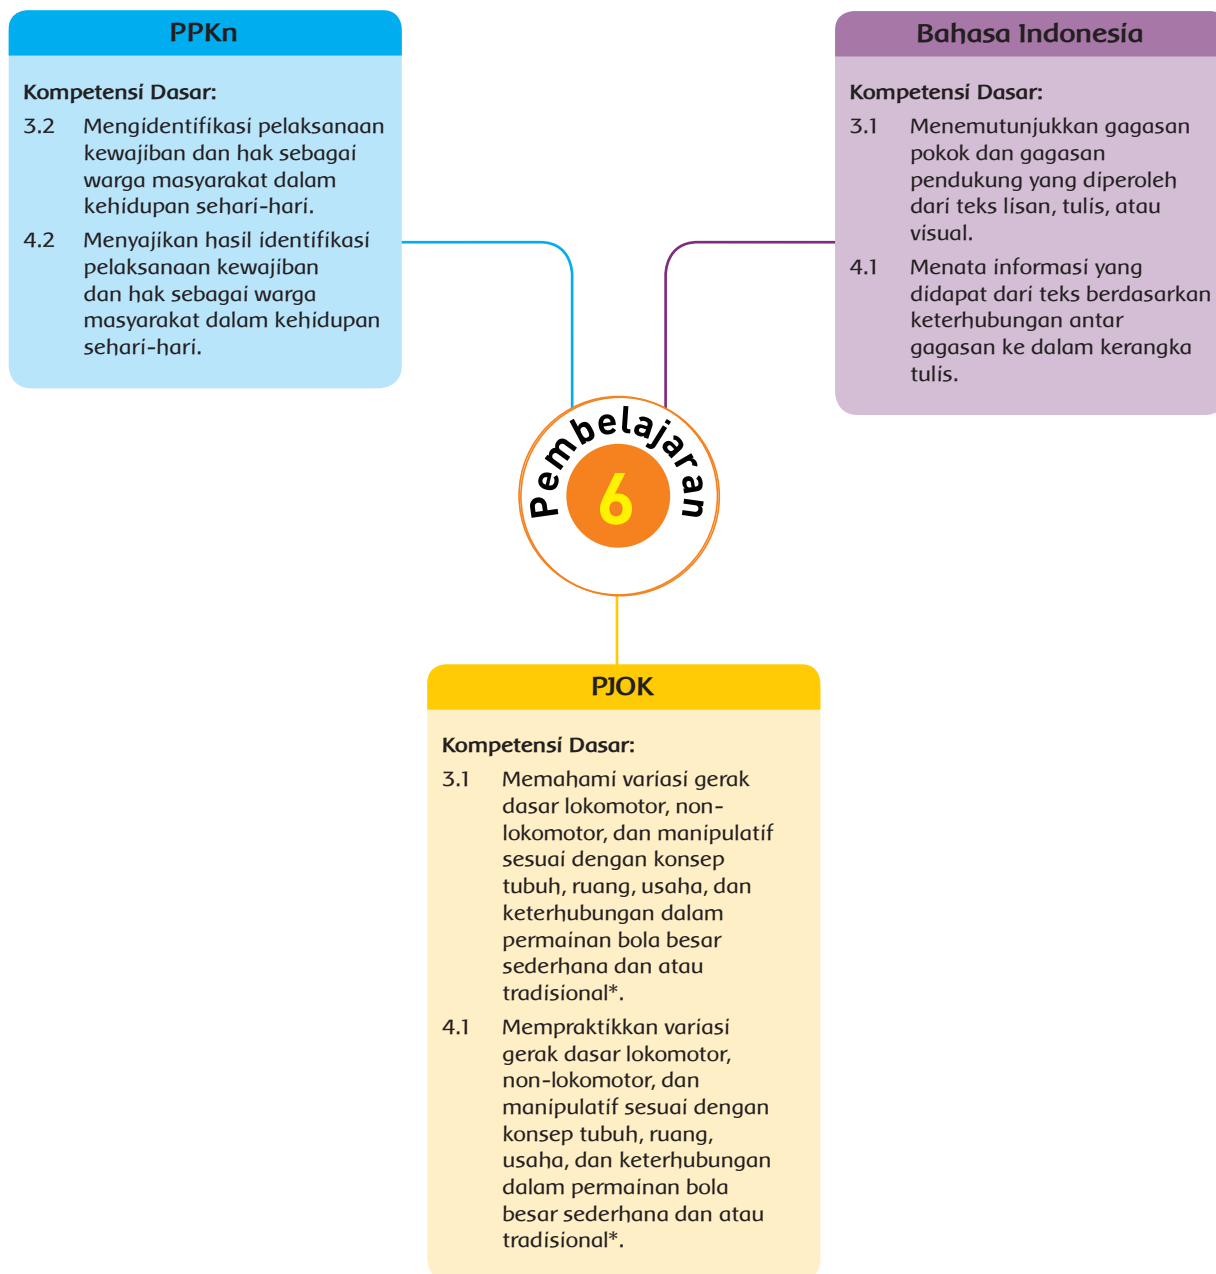 PPKn
Kompetensi Dasar:
3.2 Mengidentifikasi pelaksanaan
kewajiban dan hak sebagai
warga masyarakat dalam
kehidupan sehari-hari.
4.2 Menyajikan hasil identifikasi
pelaksanaan kewajiban
dan hak sebagai warga
masyarakat dalam kehidupan
sehari-hari.
Bahasa Indonesia
Kompetensi Dasar:
3.1 Menemutunjukkan gagasan
pokok dan gagasan
pendukung yang diperoleh
dari teks lisan, tulis, atau
visual.
4.1 Menata informasi yang
didapat dari teks berdasarkan
keterhubungan antar
gagasan ke dalam kerangka
tulis.
Pembelajaran
6
PJOK
Kompetensi Dasar:
3.1 Memahami variasi gerak
dasar lokomotor, non-
lokomotor, dan manipulatif
sesuai dengan konsep
tubuh, ruang, usaha, dan
keterhubungan dalam
permainan bola besar
sederhana dan atau
tradisional*.
4.1 Mempraktikkan variasi
gerak dasar lokomotor,
non-lokomotor, dan
manipulatif sesuai dengan
konsep tubuh, ruang,
usaha, dan keterhubungan
dalam permainan bola
besar sederhana dan atau
tradisional*.